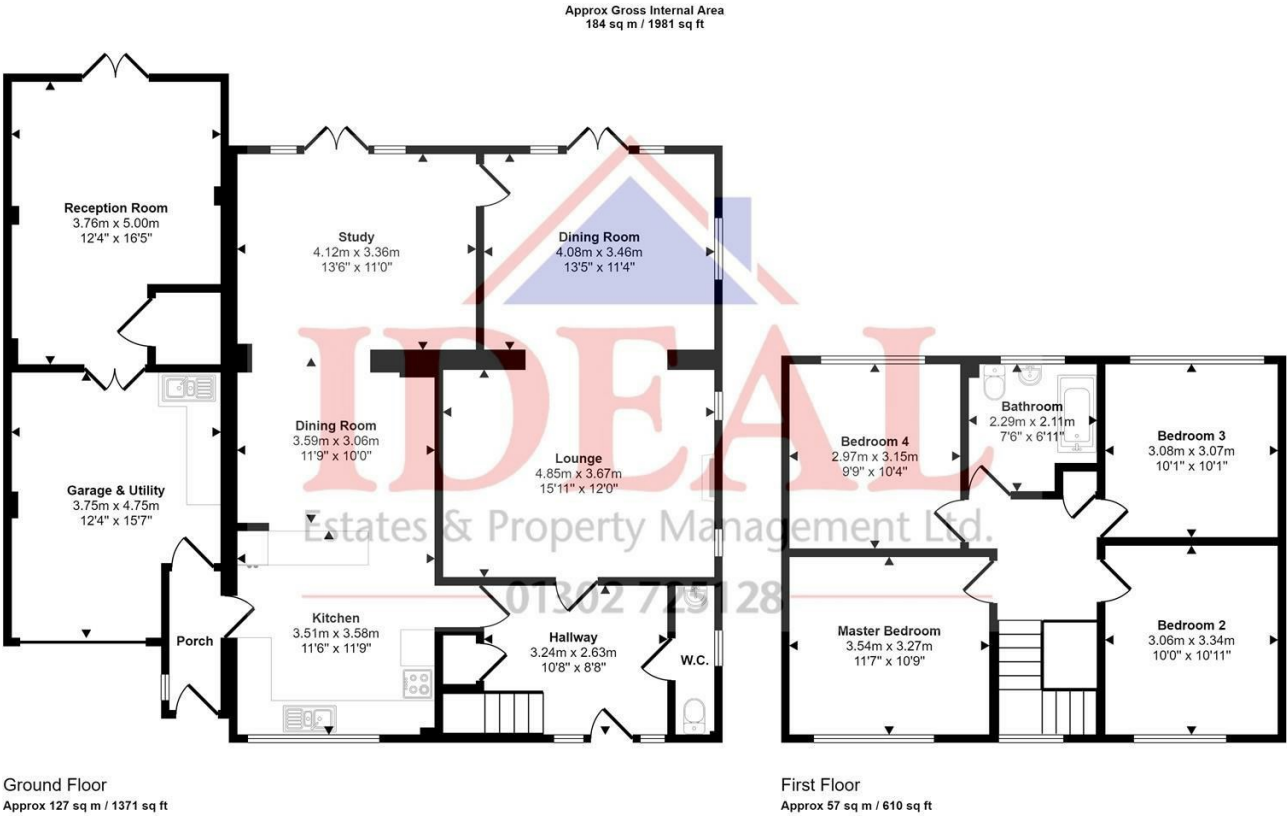 Approx Gross Internal Area
184 sq m / 1981 sq ft
Reception Room
3.76m x 5.00m
12'4" x 16'5"
Study
4.12m x 3.36m
13'6" x 11'0"
Dining Room
4.08m x 3.46m
13'5" x 11'4"
IDEAL
Estates & Property Management Ltd.
01302 725128
Dining Room
3.59m x 3.06m
11'9" x 10'0"
Lounge
4.85m x 3.67m
15'11" x 12'0"
Garage & Utility
3.75m x 4.75m
12'4" x 15'7"
Porch
Kitchen
3.51m x 3.58m
11'6" x 11'9"
Hallway
3.24m x 2.63m
10'8" x 8'8"
W.C.
Bedroom 4
2.97m x 3.15m
9'9" x 10'4"
Bathroom
2.29m x 2.11m
7'6" x 6'11"
Bedroom 3
3.08m x 3.07m
10'1" x 10'1"
Master Bedroom
3.54m x 3.27m
11'7" x 10'9"
Bedroom 2
3.06m x 3.34m
10'0" x 10'11"
Ground Floor
Approx 127 sq m / 1371 sq ft
First Floor
Approx 57 sq m / 610 sq ft